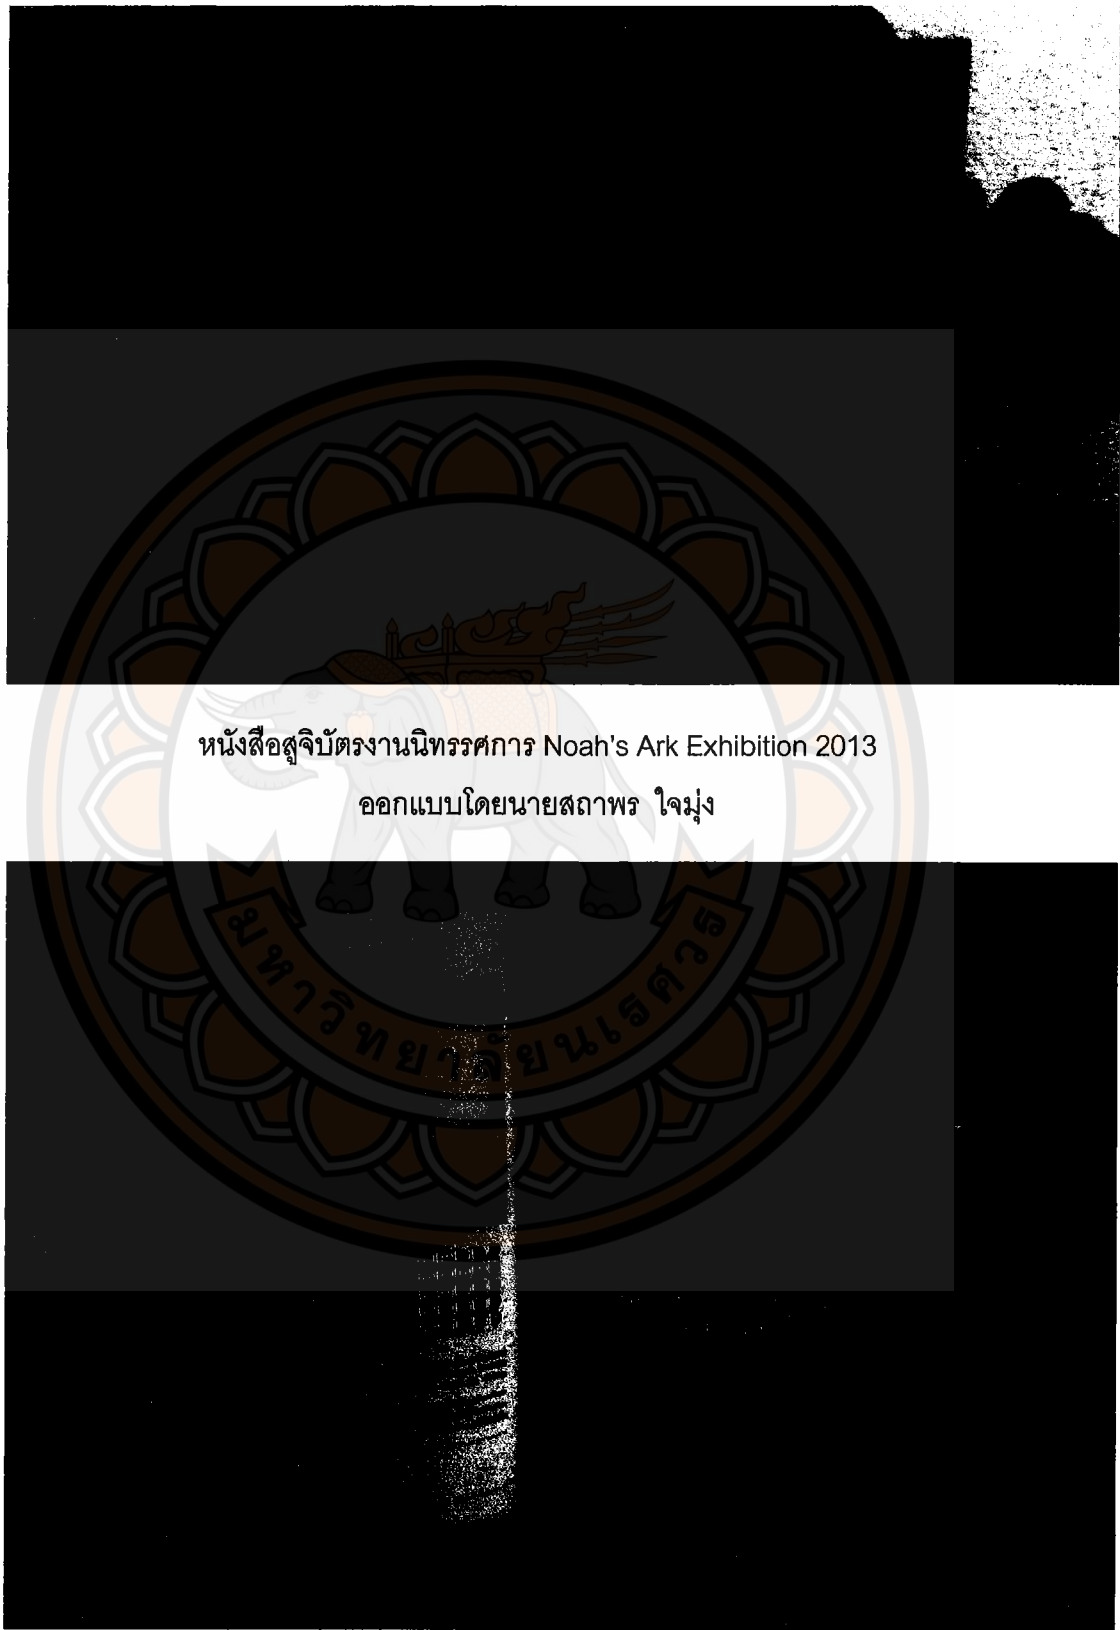 หนังสือสูจิบัตรงานนิทรรศการ Noah's Ark Exhibition 2013
ออกแบบโดยนายสถาพร ใจมุ่ง
มหาวิทยาลัยนเรศวร